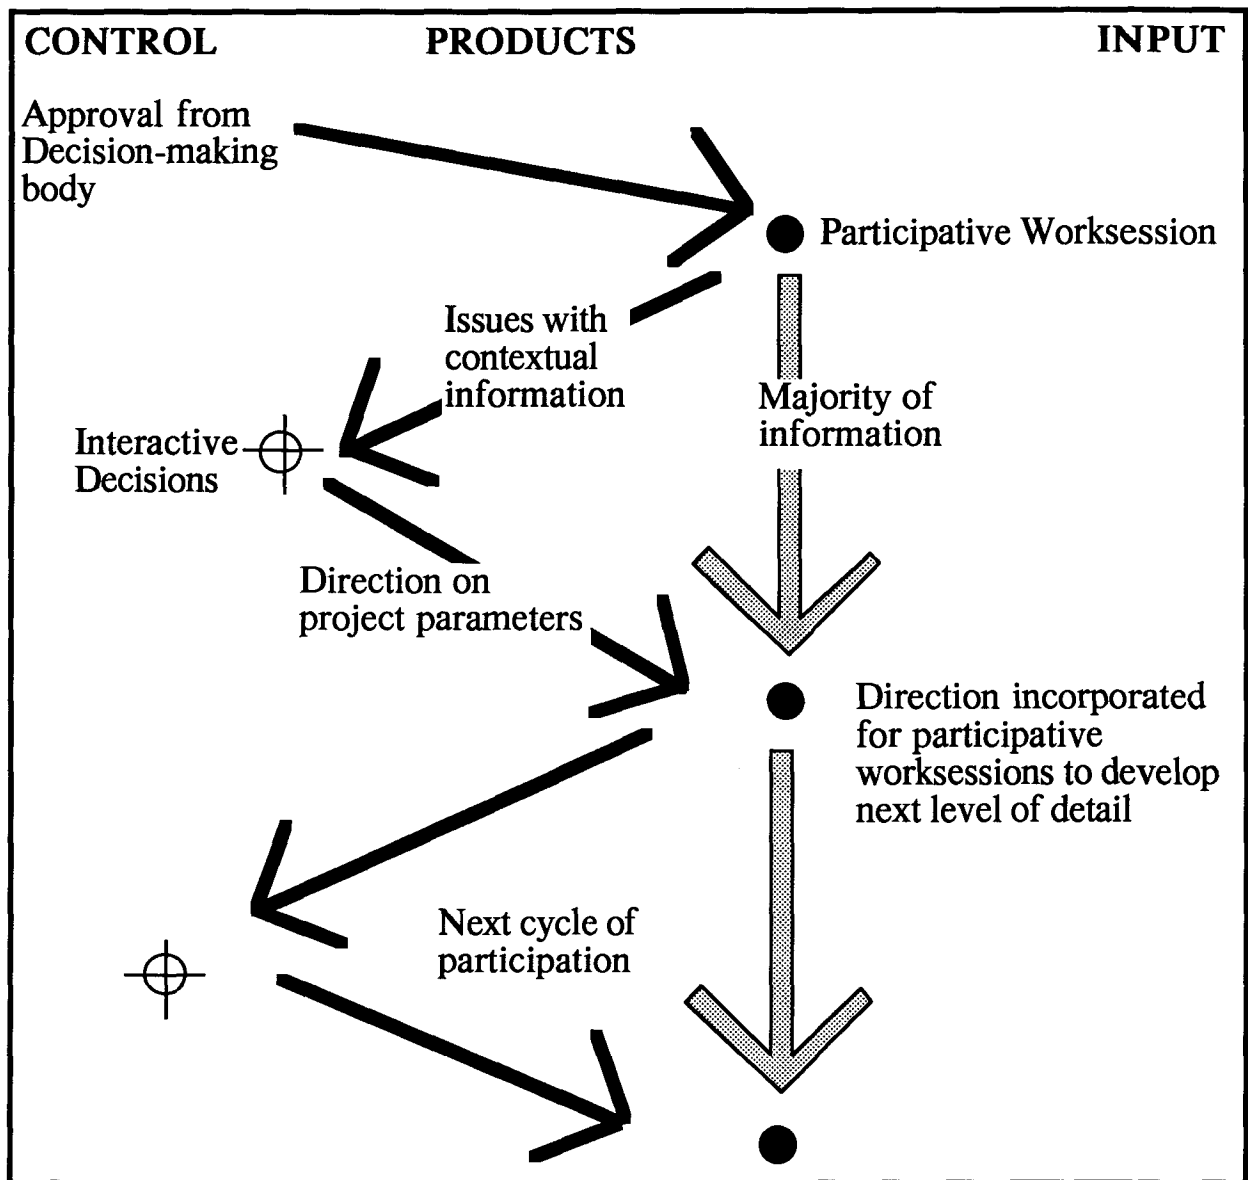 CONTROL PRODUCTS INPUT
Approval from
Decision-making
body
Participative Worksession
Issues with
contextual
information
Majority of
information
Interactive
Decisions
Direction on
project parameters
Direction incorporated
for participative
worksessions to develop
next level of detail
Next cycle of
participation